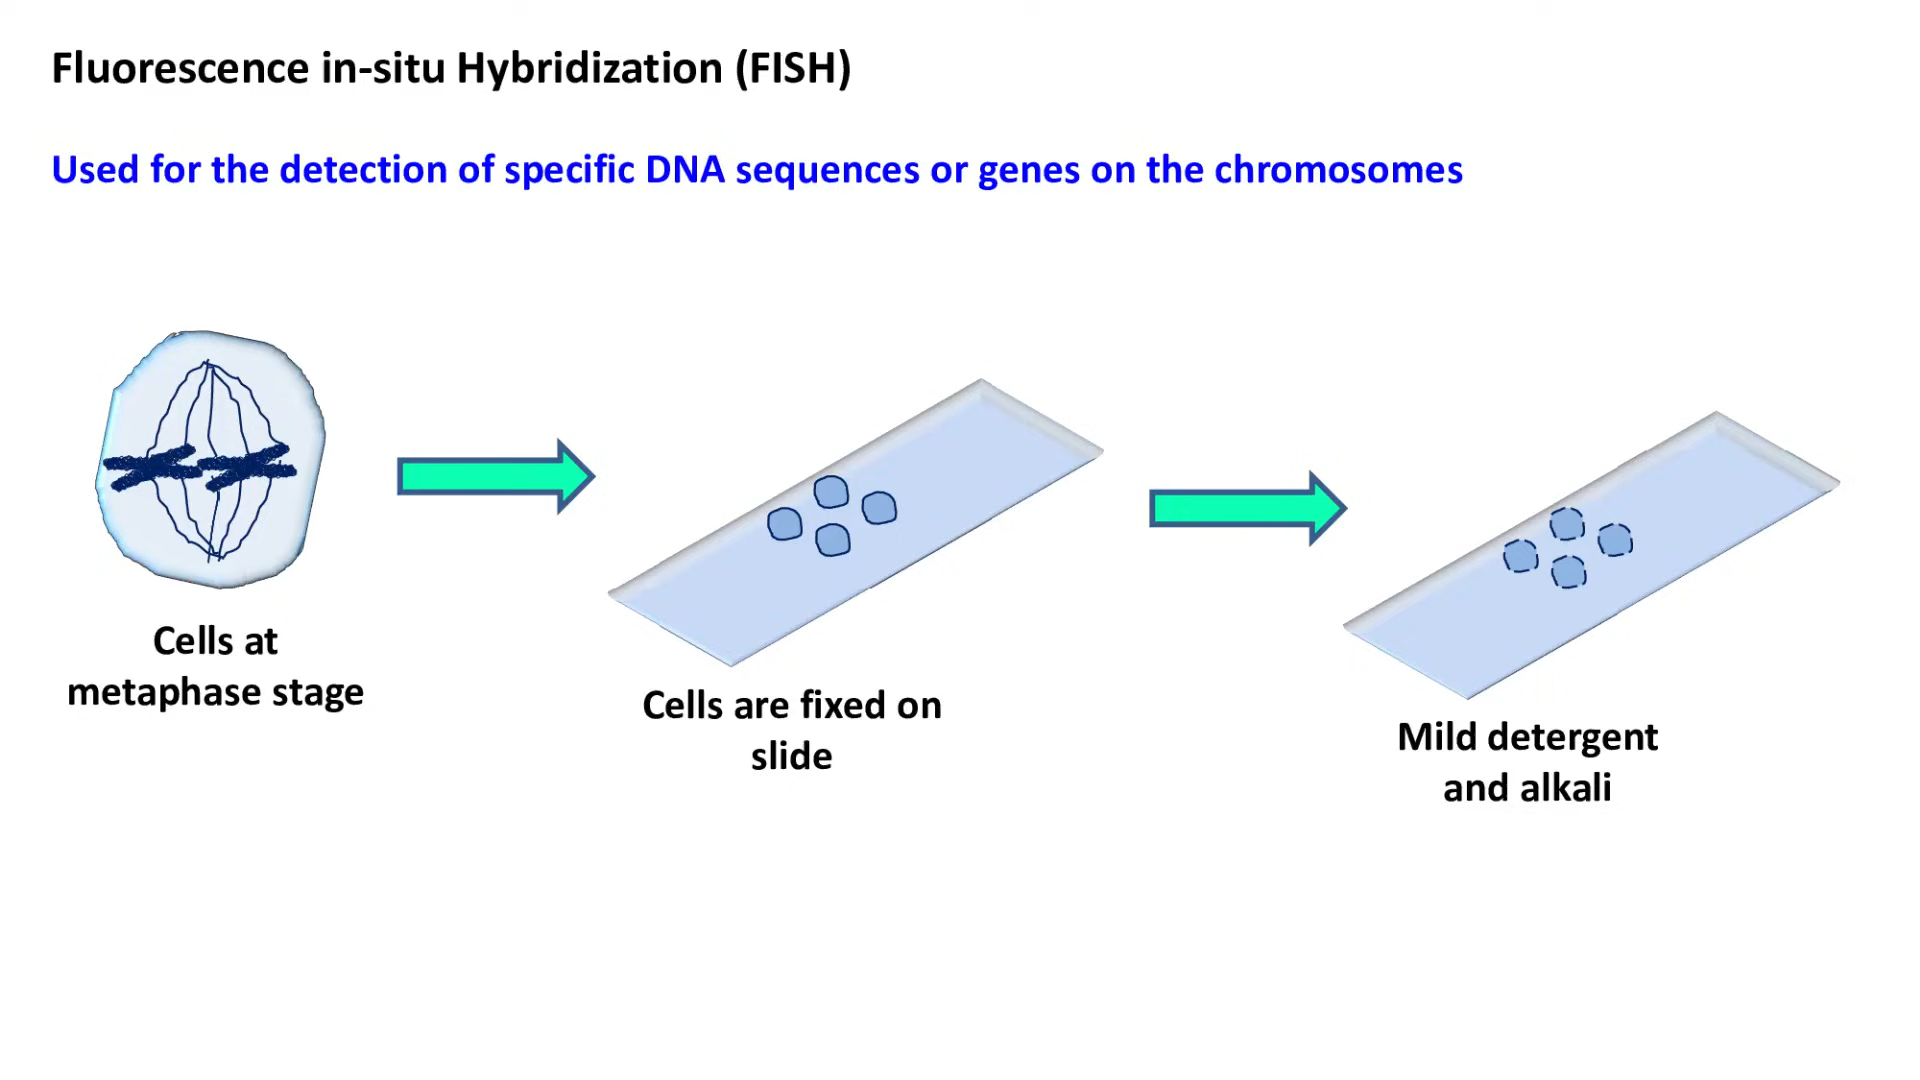 Fluorescence in-situ Hybridization (FISH)
Used for the detection of specific DNA sequences or genes on the chromosomes
Cells at
metaphase stage
Cells are fixed on
slide
Mild detergent
and alkali